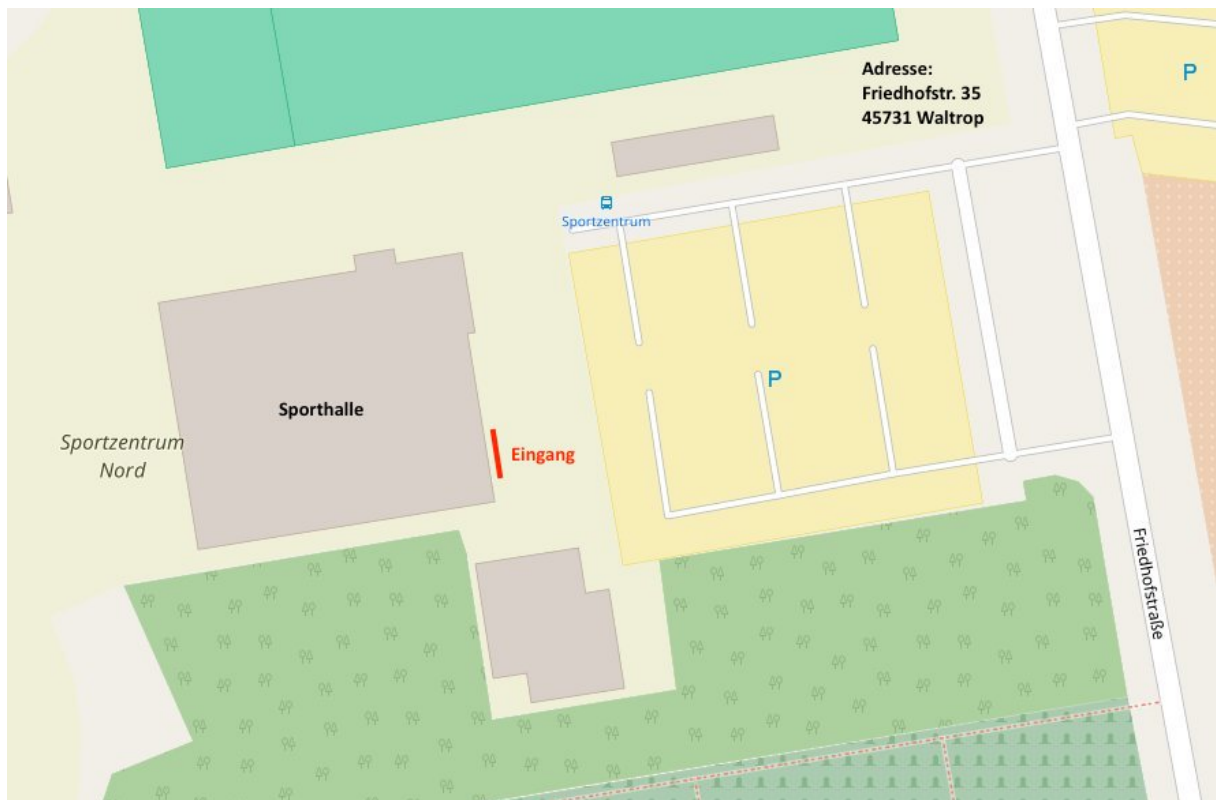 Adresse:
Friedhofstr. 35
45731 Waltrop
P
Sportzentrum
P
Sporthalle
Sportzentrum
Nord
Eingang
Friedhofstraße